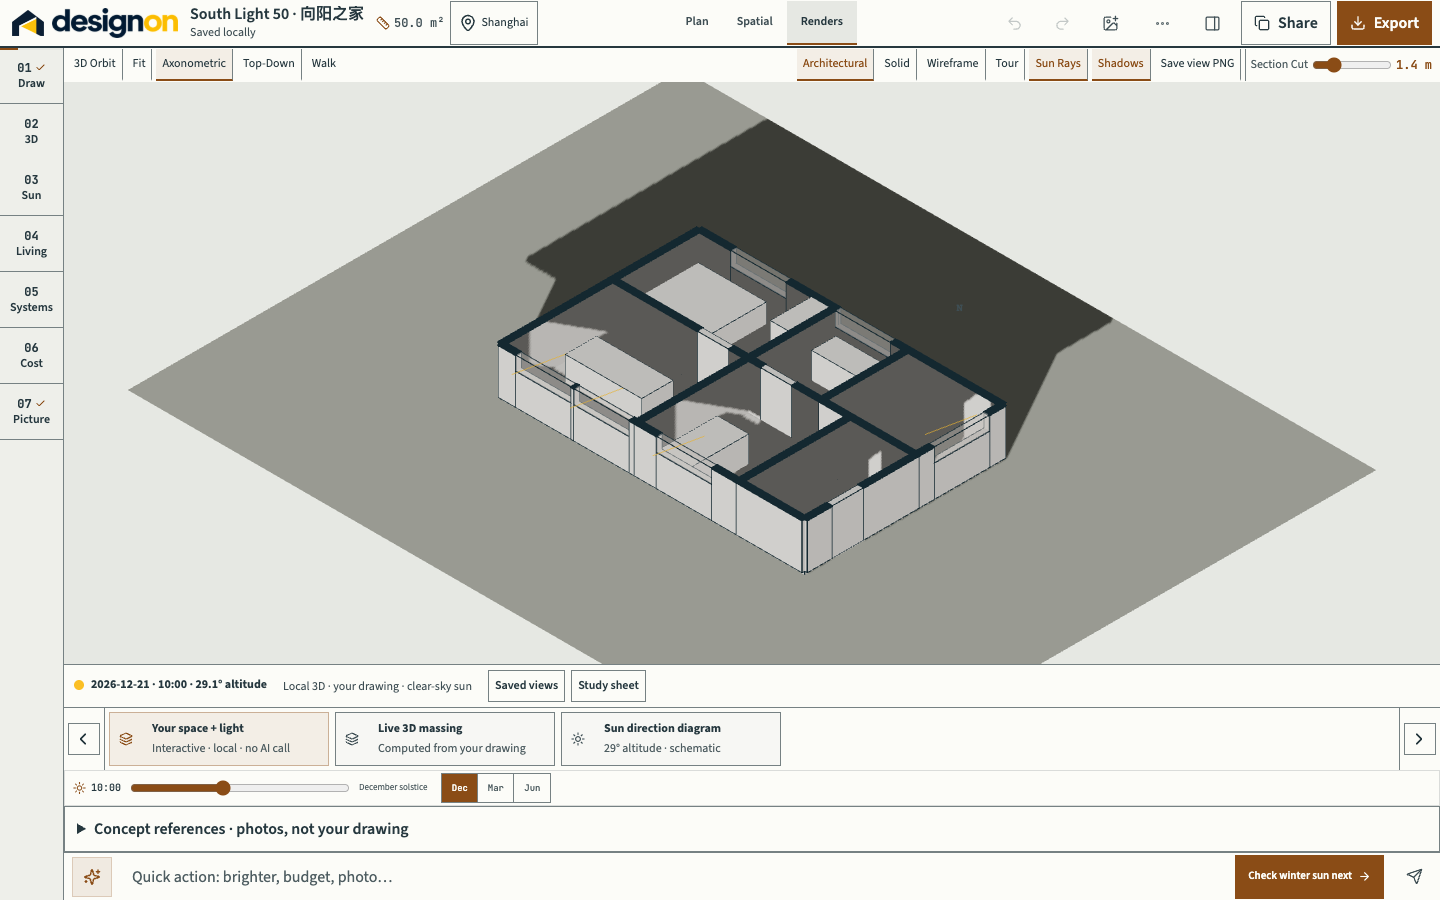 designon
South Light 50 · 向阳之家
Saved locally
50.0 m²
Shanghai
Plan
Spatial
Renders
Share
Export
01
Draw
02
3D
03
Sun
04
Living
05
Systems
06
Cost
07
Picture
3D Orbit
Fit
Axonometric
Top-Down
Walk
Architectural
Solid
Wireframe
Tour
Sun Rays
Shadows
Save view PNG
Section Cut
1.4 m
2026-12-21 · 10:00 · 29.1° altitude
Local 3D · your drawing · clear-sky sun
Saved views
Study sheet
Your space + light
Interactive · local · no AI call
Live 3D massing
Computed from your drawing
Sun direction diagram
29° altitude · schematic
10:00
December solstice
Dec
Mar
Jun
Concept references · photos, not your drawing
Quick action: brighter, budget, photo…
Check winter sun next →